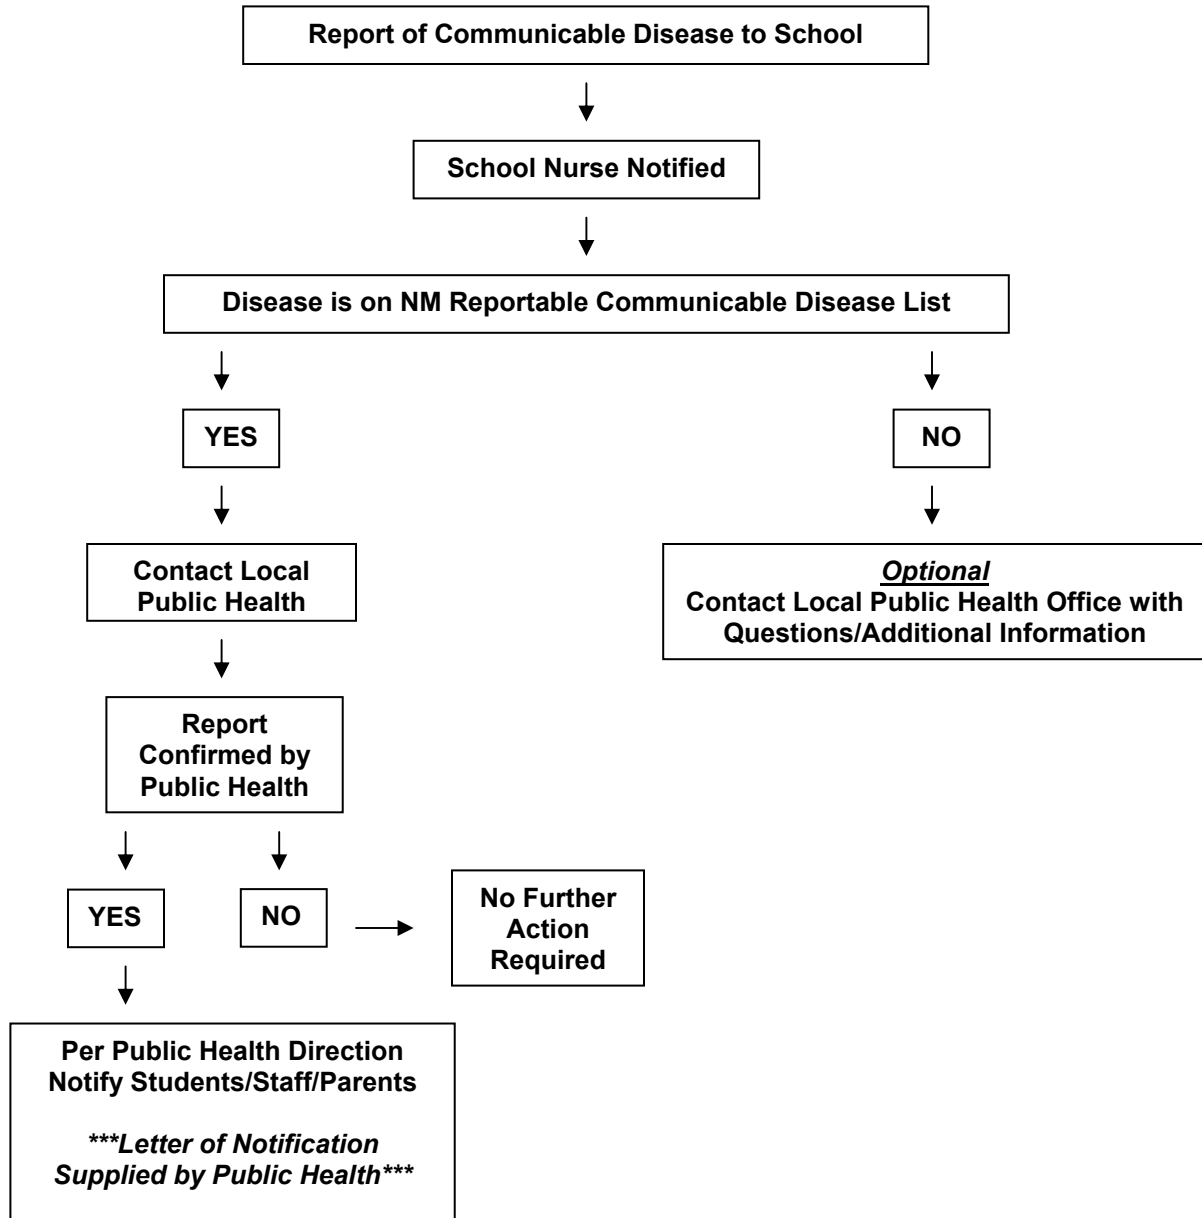 Report of Communicable Disease to School
School Nurse Notified
Disease is on NM Reportable Communicable Disease List
YES
NO
Contact Local
Public Health
Optional
Contact Local Public Health Office with
Questions/Additional Information
Report
Confirmed by
Public Health
YES
NO
No Further
Action
Required
Per Public Health Direction
Notify Students/Staff/Parents
***Letter of Notification
Supplied by Public Health***